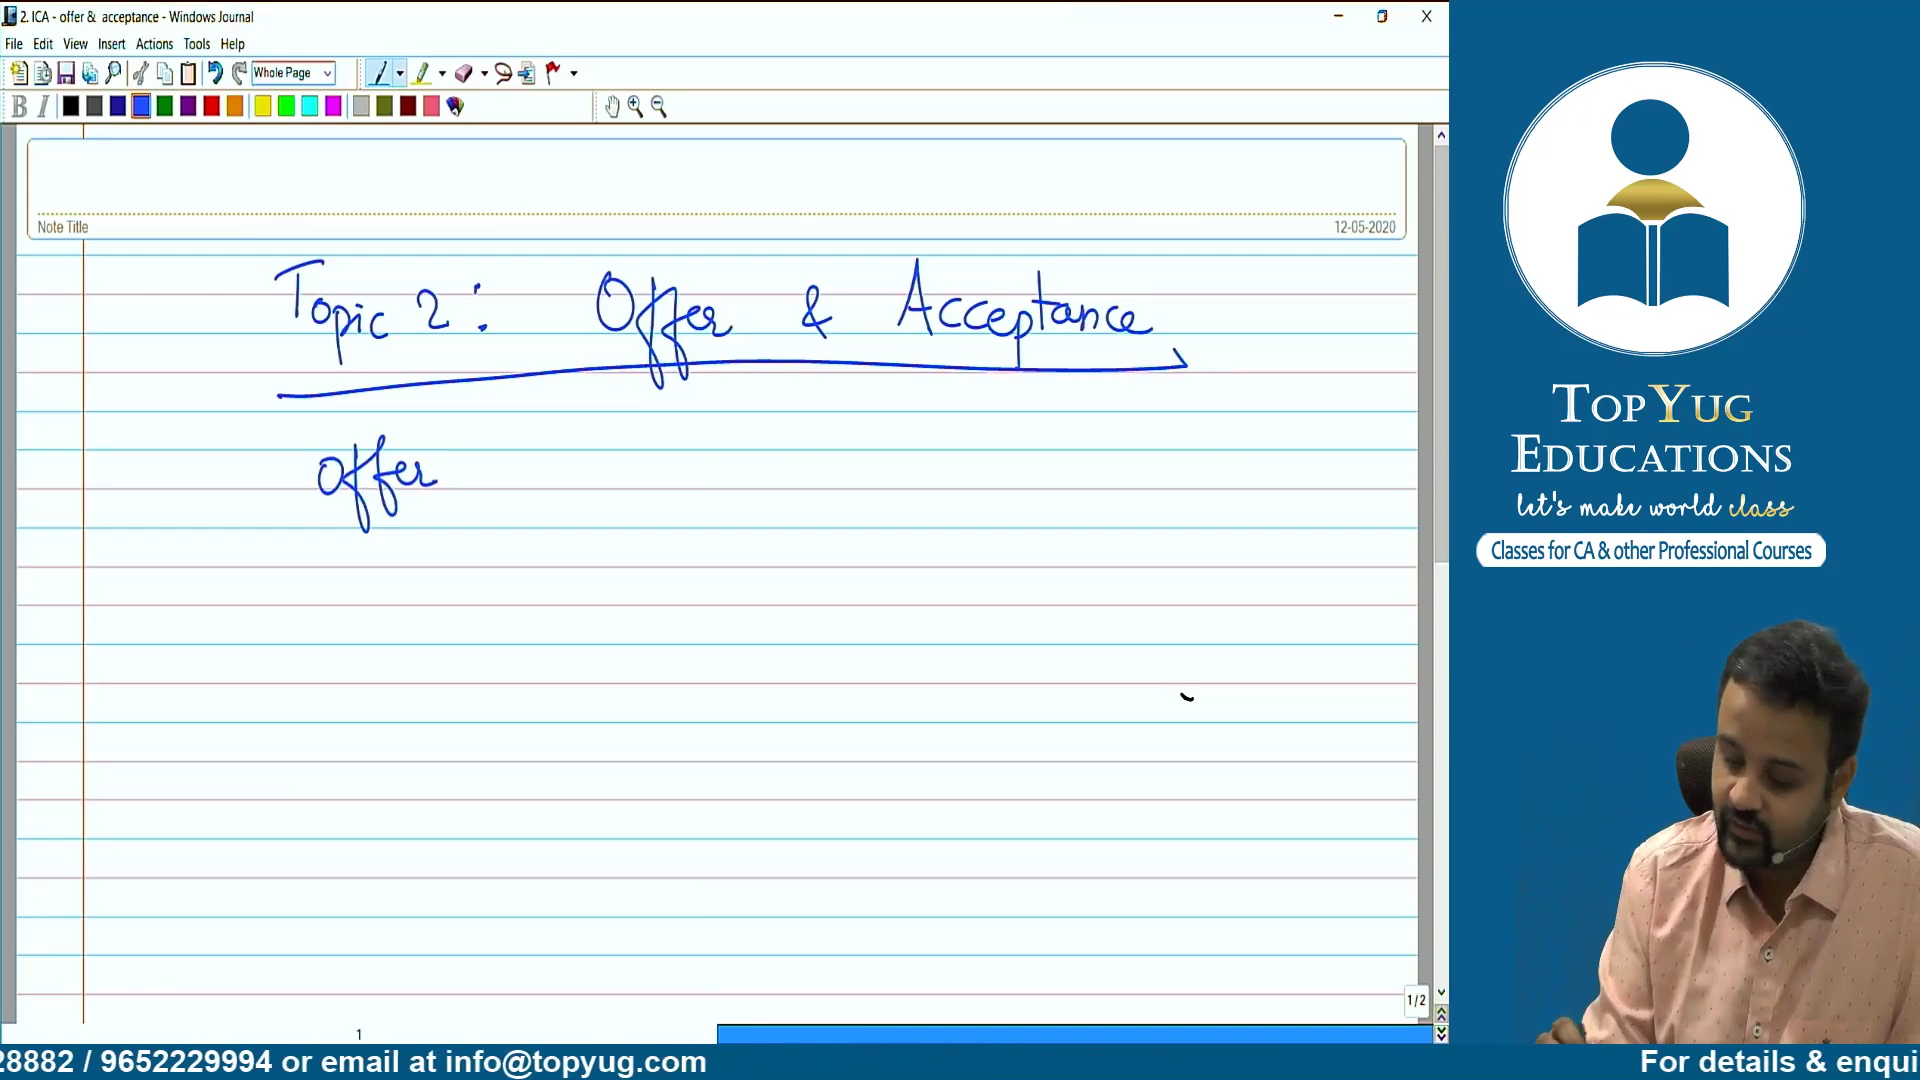 2. ICA - offer & acceptance - Windows Journal
File Edit View Insert Actions Tools Help
Whole Page
B I
Note Title
12-05-2020
Topic 2 : Offer & Acceptance
offer
1/2
1
TOPYUG
EDUCATIONS
let's make world class
Classes for CA & other Professional Courses
28882 / 9652229994 or email at info@topyug.com
For details & enqui